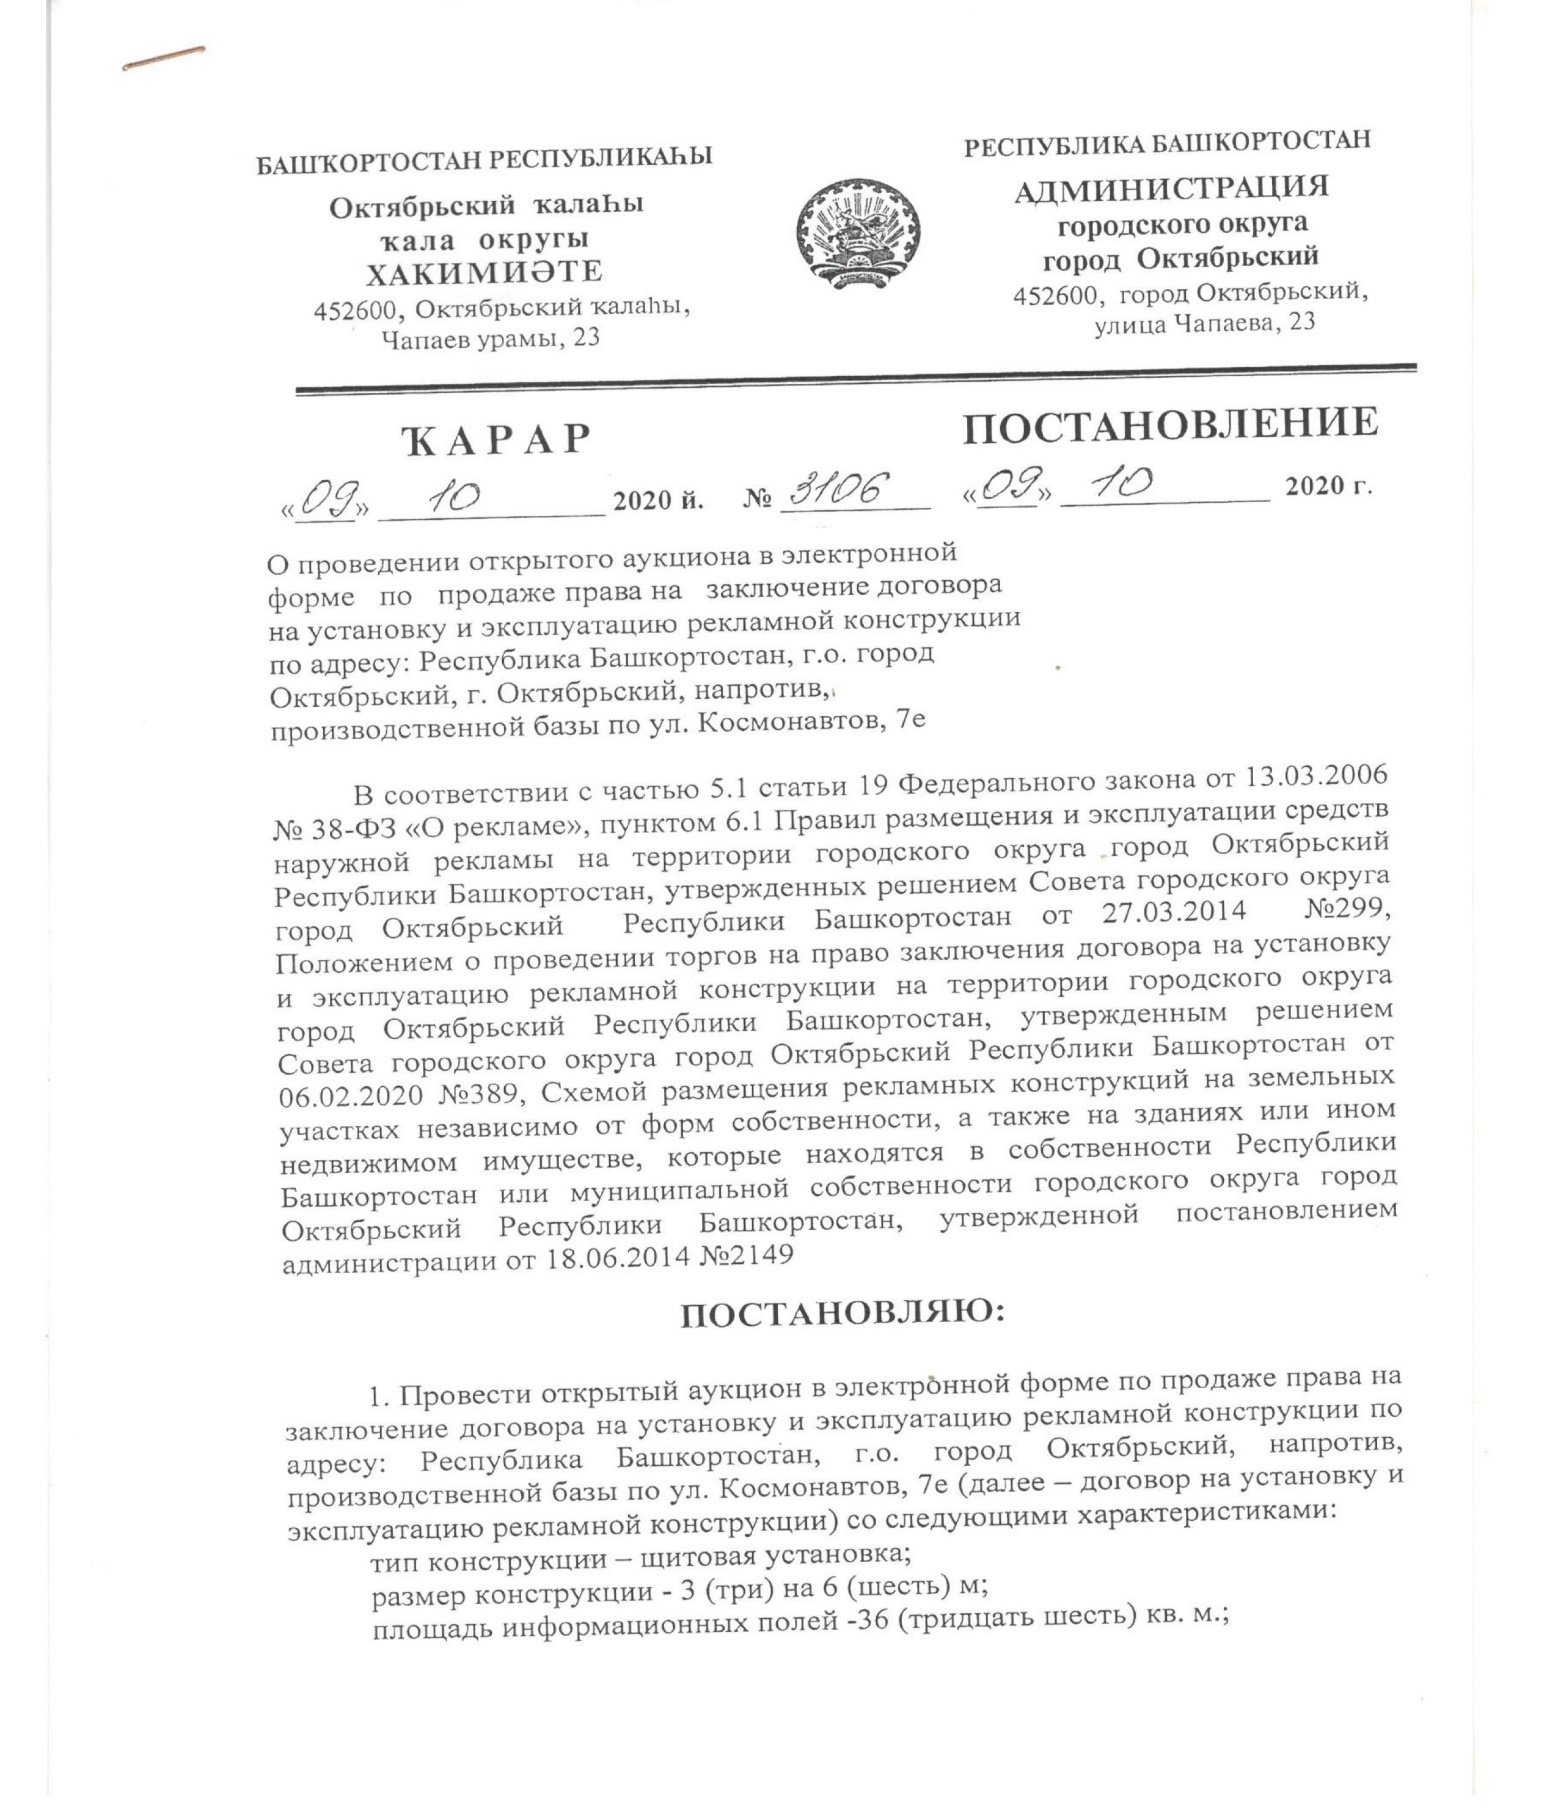 БАШҠОРТОСТАН РЕСПУБЛИКАҺЫ
Октябрьский ҡалаҺы
ҡала округы
ХАКИМИӘТЕ
452600, Октябрьский ҡалаһы,
Чапаев урамы, 23
РЕСПУБЛИКА БАШКОРТОСТАН
АДМИНИСТРАЦИЯ
городского округа
город Октябрьский
452600, город Октябрьский,
улица Чапаева, 23
ҠАРАР
ПОСТАНОВЛЕНИЕ
«09» 10 2020 й. № 3106 «09» 10 2020 г.
О проведении открытого аукциона в электронной
форме по продаже права на заключение договора
на установку и эксплуатацию рекламной конструкции
по адресу: Республика Башкортостан, г.о. город
Октябрьский, г. Октябрьский, напротив,
производственной базы по ул. Космонавтов, 7е
В соответствии с частью 5.1 статьи 19 Федерального закона от 13.03.2006
№ 38-ФЗ «О рекламе», пунктом 6.1 Правил размещения и эксплуатации средств
наружной рекламы на территории городского округа город Октябрьский
Республики Башкортостан, утвержденных решением Совета городского округа
город Октябрьский Республики Башкортостан от 27.03.2014 №299,
Положением о проведении торгов на право заключения договора на установку
и эксплуатацию рекламной конструкции на территории городского округа
город Октябрьский Республики Башкортостан, утвержденным решением
Совета городского округа город Октябрьский Республики Башкортостан от
06.02.2020 №389, Схемой размещения рекламных конструкций на земельных
участках независимо от форм собственности, а также на зданиях или ином
недвижимом имуществе, которые находятся в собственности Республики
Башкортостан или муниципальной собственности городского округа город
Октябрьский Республики Башкортостан, утвержденной постановлением
администрации от 18.06.2014 №2149
ПОСТАНОВЛЯЮ:
1. Провести открытый аукцион в электронной форме по продаже права на
заключение договора на установку и эксплуатацию рекламной конструкции по
адресу: Республика Башкортостан, г.о. город Октябрьский, напротив,
производственной базы по ул. Космонавтов, 7е (далее – договор на установку и
эксплуатацию рекламной конструкции) со следующими характеристиками:
тип конструкции – щитовая установка;
размер конструкции - 3 (три) на 6 (шесть) м;
площадь информационных полей -36 (тридцать шесть) кв. м.;